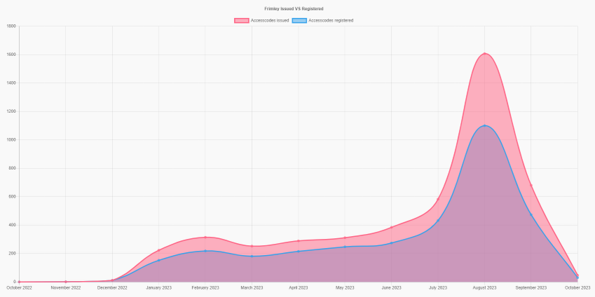 Frimley Issued VS Registered
Accesscodes issued
Accesscodes registered
1800
1600
1400
1200
1000
800
600
400
200
0
October 2022
November 2022
December 2022
January 2023
February 2023
March 2023
April 2023
May 2023
June 2023
July 2023
August 2023
September 2023
October 2023